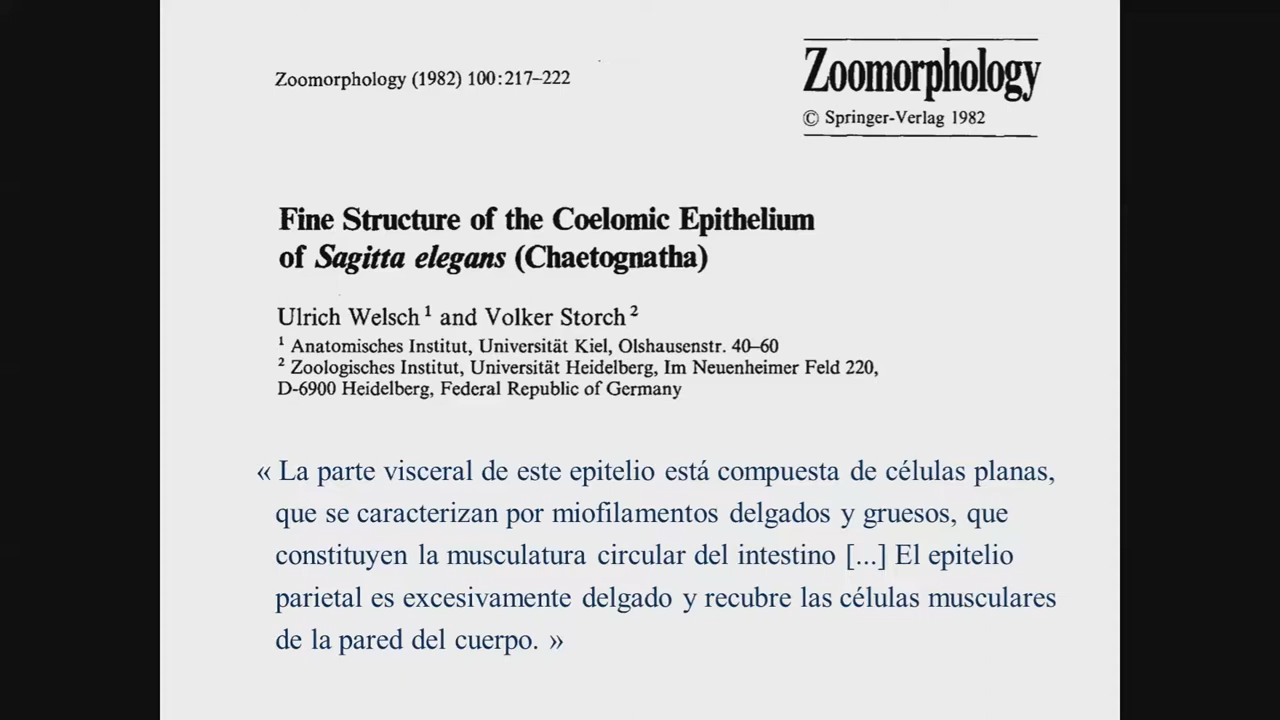 Zoomorphology (1982) 100:217–222
Zoomorphology
© Springer-Verlag 1982
Fine Structure of the Coelomic Epithelium
of Sagitta elegans (Chaetognatha)
Ulrich Welsch ¹ and Volker Storch ²
¹ Anatomisches Institut, Universität Kiel, Olshausenstr. 40–60
² Zoologisches Institut, Universität Heidelberg, Im Neuenheimer Feld 220,
D-6900 Heidelberg, Federal Republic of Germany
« La parte visceral de este epitelio está compuesta de células planas,
que se caracterizan por miofilamentos delgados y gruesos, que
constituyen la musculatura circular del intestino [...] El epitelio
parietal es excesivamente delgado y recubre las células musculares
de la pared del cuerpo. »